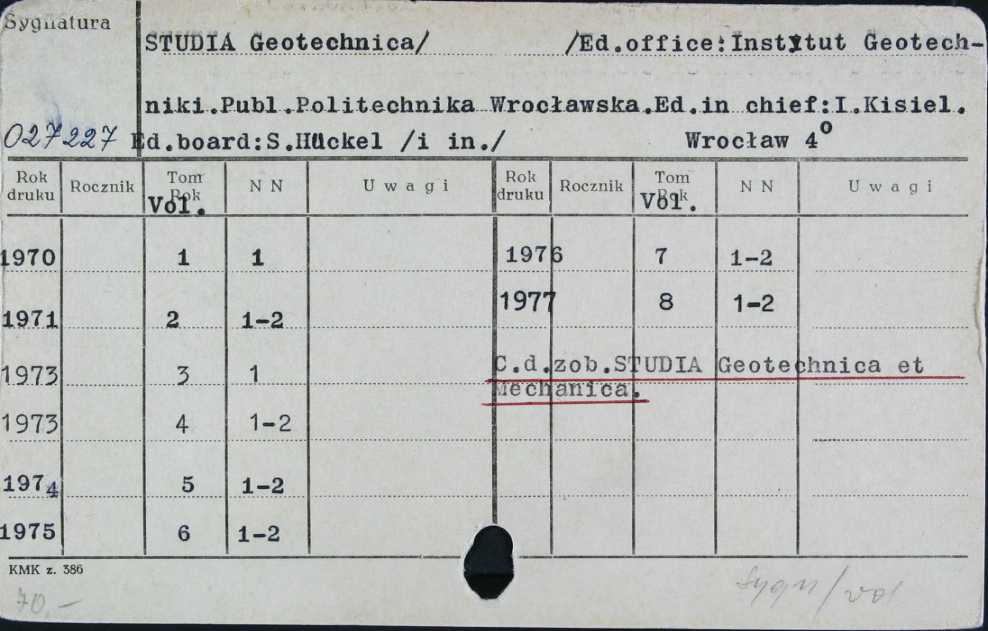 Sygnatura
STUDIA Geotechnica/ /Ed.office:Instytut Geotech-
niki.Publ.Politechnika Wrocławska.Ed.in chief:I.Kisiel.
027227 Ed.board:S.Hückel /i in./ Wrocław 4º
Rok druku Rocznik Tom Rok Vol. N N Uwagi Rok druku Rocznik Tom Rok Vol. N N Uwagi
1970 1 1 1976 7 1-2
1977 8 1-2
1971 2 1-2
C.d.zob.STUDIA Geotechnica et
1973 3 1
Mechanica.
1973 4 1-2
1974 5 1-2
1975 6 1-2
KMK z. 386
70,-
sygn/vol